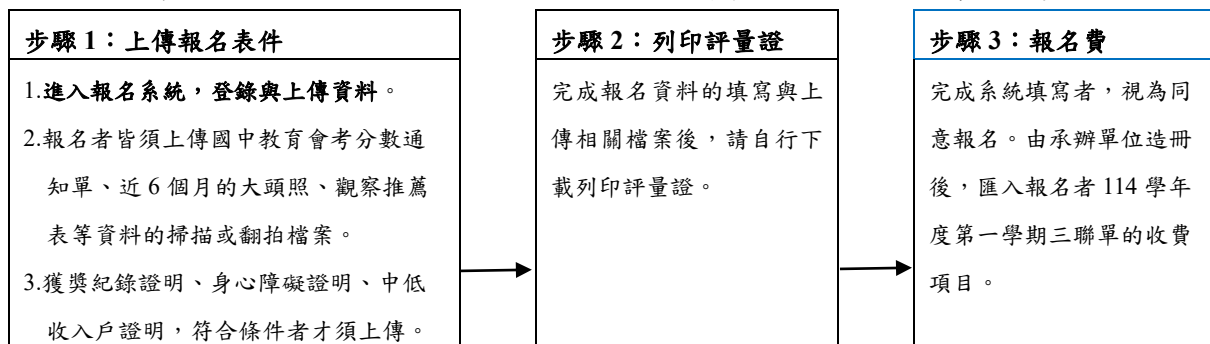 步驟 1：上傳報名表件
1.進入報名系統，登錄與上傳資料。
2.報名者皆須上傳國中教育會考分數通
知單、近 6 個月的大頭照、觀察推薦
表等資料的掃描或翻拍檔案。
3.獲獎紀錄證明、身心障礙證明、中低
收入戶證明，符合條件者才須上傳。
步驟 2：列印評量證
完成報名資料的填寫與上
傳相關檔案後，請自行下
載列印評量證。
步驟 3：報名費
完成系統填寫者，視為同
意報名。由承辦單位造冊
後，匯入報名者 114 學年
度第一學期三聯單的收費
項目。